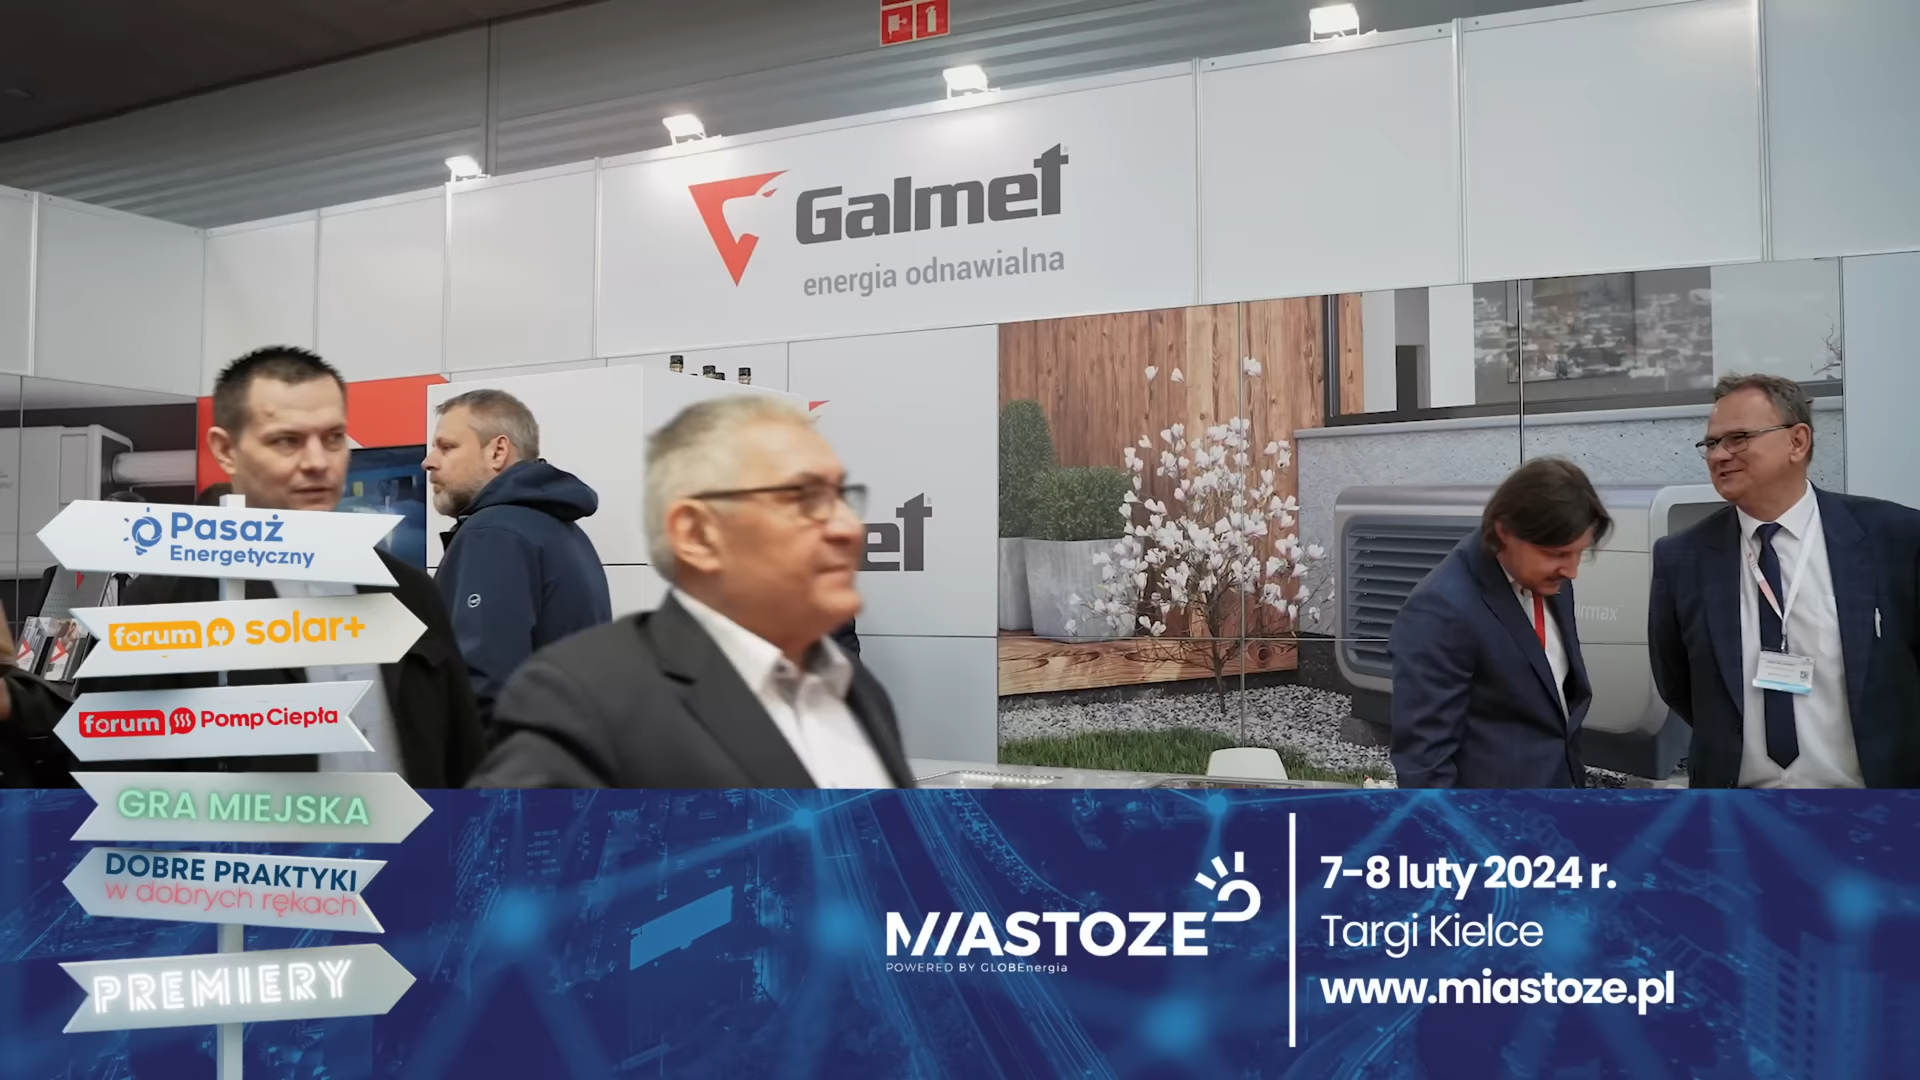 Galmet
energia odnawialna
et
Pasaż
Energetyczny
forum solar+
forum Pomp Ciepła
GRA MIEJSKA
DOBRE PRAKTYKI
w dobrych rękach
PREMIERY
MIASTOZE
POWERED BY GLOBEnergia
7-8 luty 2024 r.
Targi Kielce
www.miastoze.pl